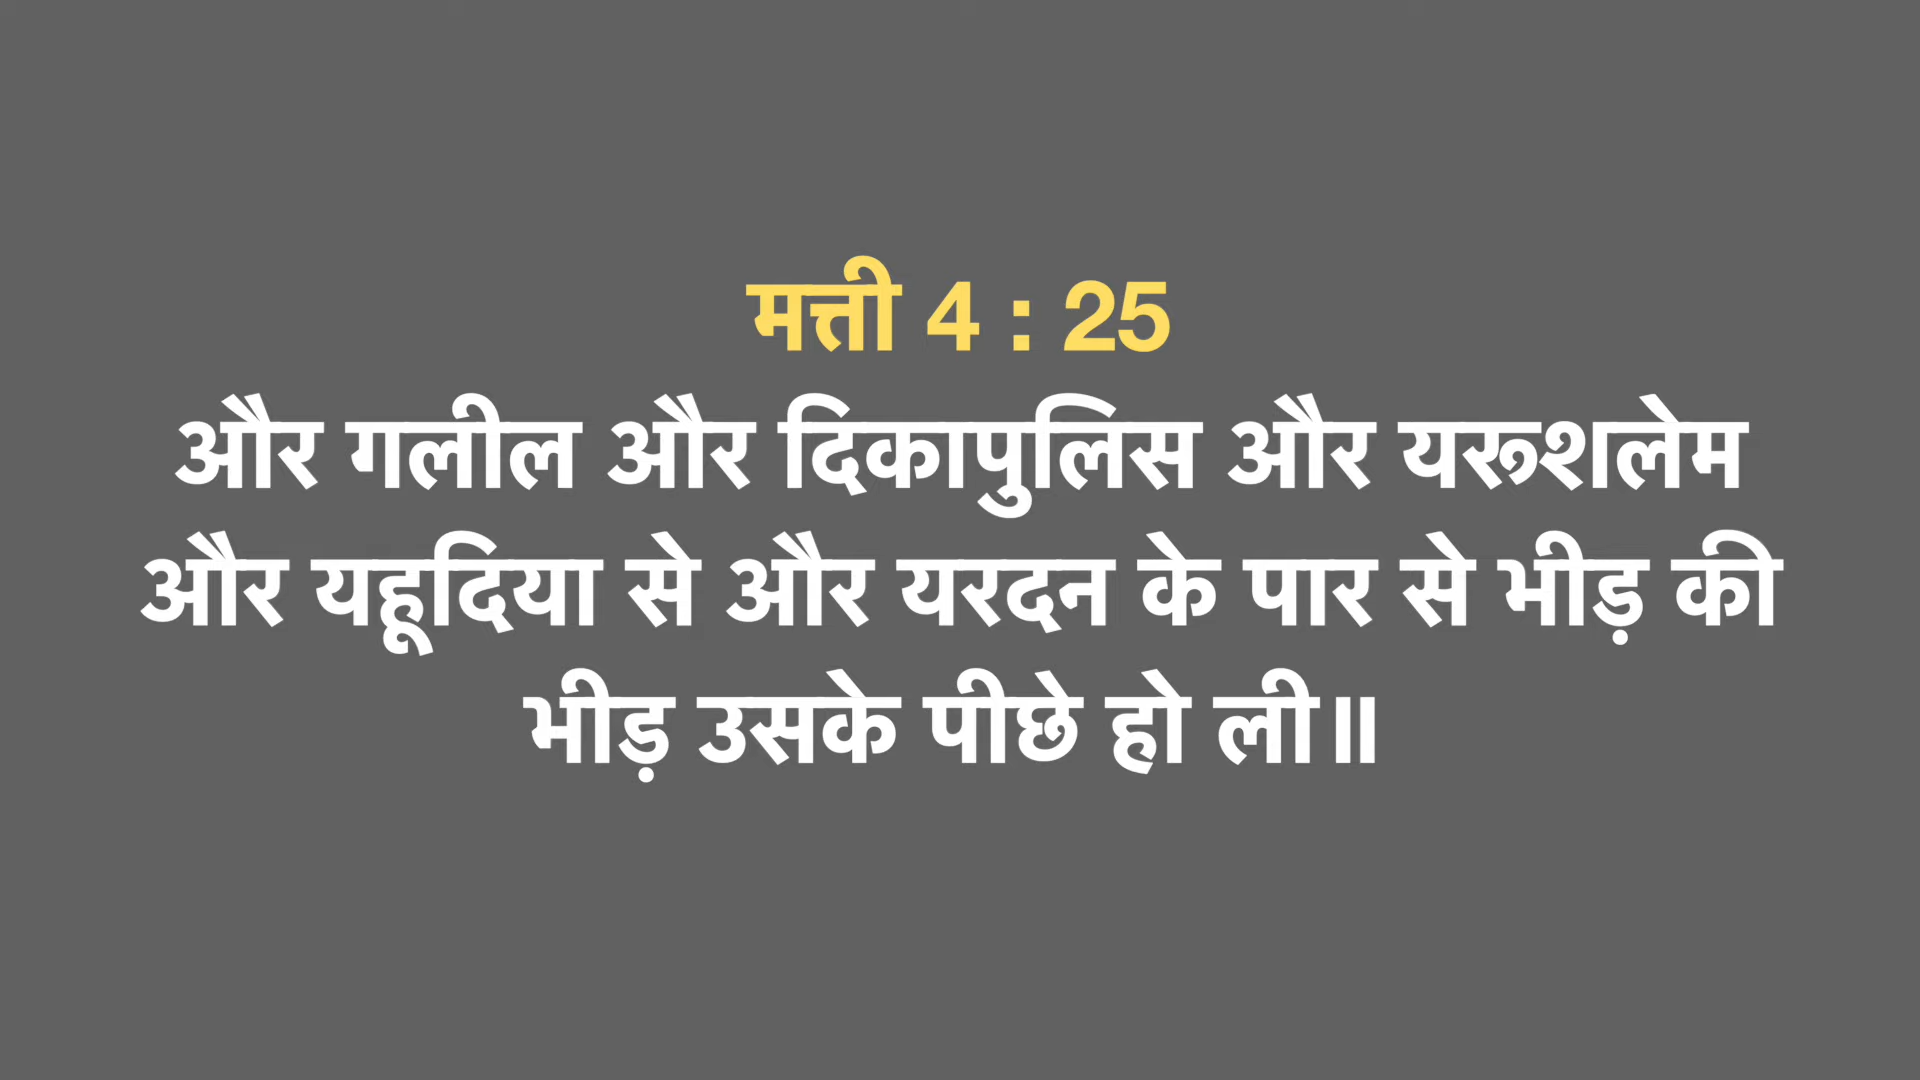 मत्ती 4 : 25
और गलील और दिकापुलिस और यरूशलेम
और यहूदिया से और यरदन के पार से भीड़ की
भीड़ उसके पीछे हो ली॥